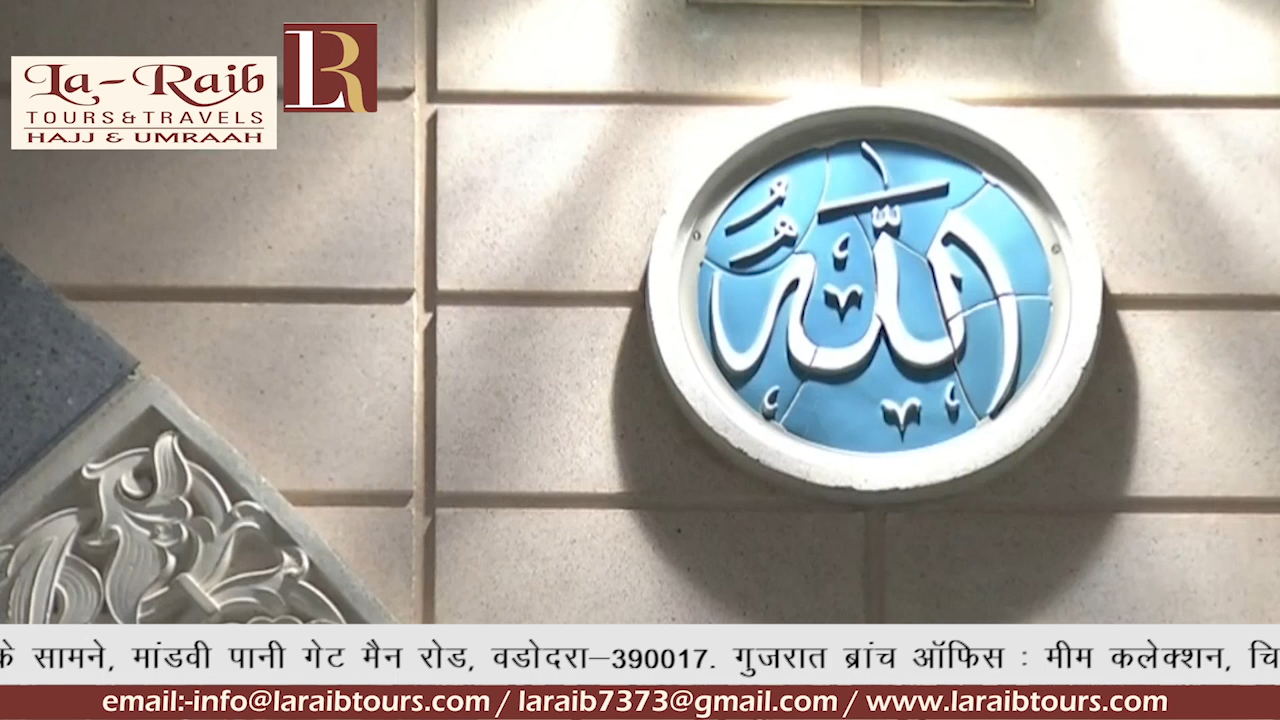 La-Raib
TOURS & TRAVELS
HAJJ & UMRAAH
LR
اللّٰهُ
के सामने, मांडवी पानी गेट मैन रोड, वडोदरा–390017. गुजरात ब्रांच ऑफिस : मीम कलेक्शन, चि
email:-info@laraibtours.com / laraib7373@gmail.com / www.laraibtours.com